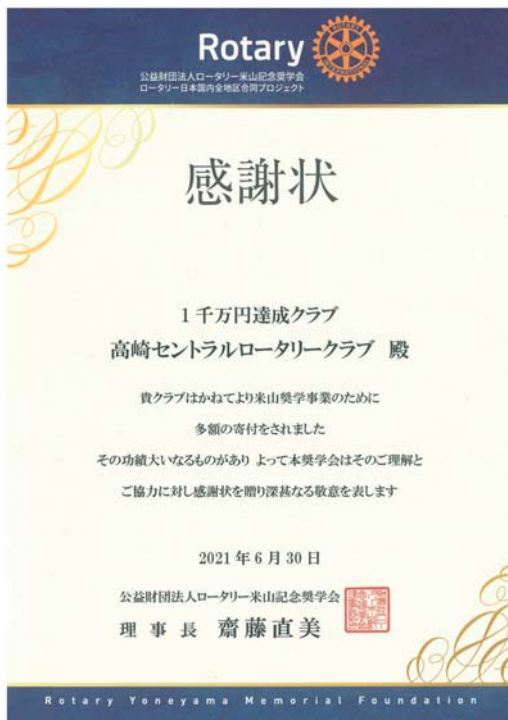 Rotary
ROTARY
INTERNATIONAL
公益財団法人ロータリー米山記念奨学会
ロータリー日本国内全地区合同プロジェクト
感謝状
1千万円達成クラブ
高崎セントラルロータリークラブ 殿
貴クラブはかねてより米山奨学事業のために
多額の寄付をされました
その功績大いなるものがあり よって本奨学会はそのご理解と
ご協力に対し感謝状を贈り深甚なる敬意を表します
2021年6月30日
公益財団法人ロータリー米山記念奨学会
理事長 齋藤直美
Rotary Yoneyama Memorial Foundation